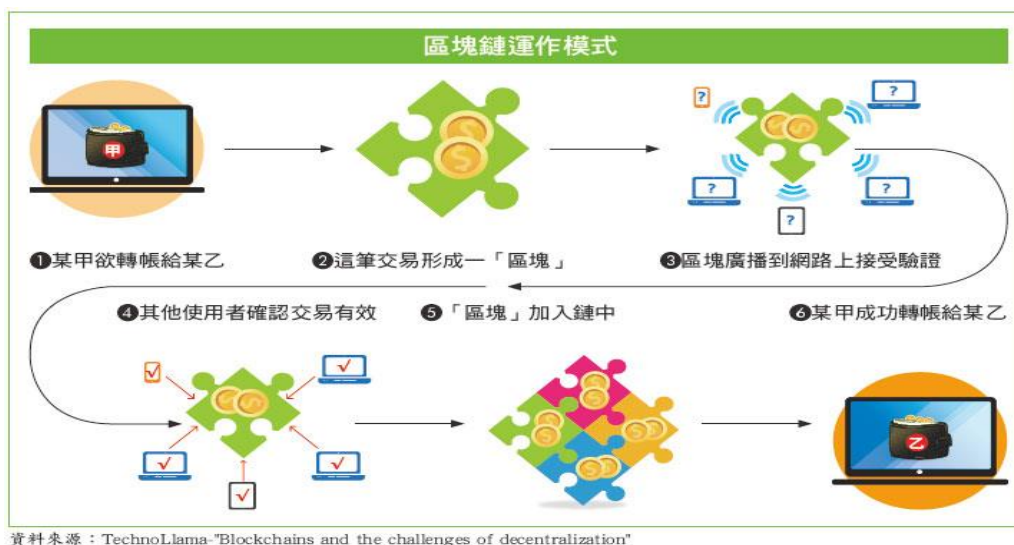 區塊鏈運作模式
甲
?
?
?
?
?
❶某甲欲轉帳給某乙
❷這筆交易形成一「區塊」
❸區塊廣播到網路上接受驗證
❹其他使用者確認交易有效
❺「區塊」加入鏈中
❻某甲成功轉帳給某乙
乙
資料來源：TechnoLlama-"Blockchains and the challenges of decentralization"